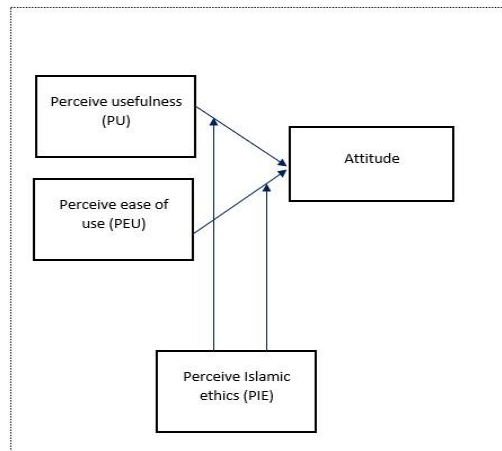 Perceive usefulness
(PU)
Attitude
Perceive ease of
use (PEU)
Perceive Islamic
ethics (PIE)